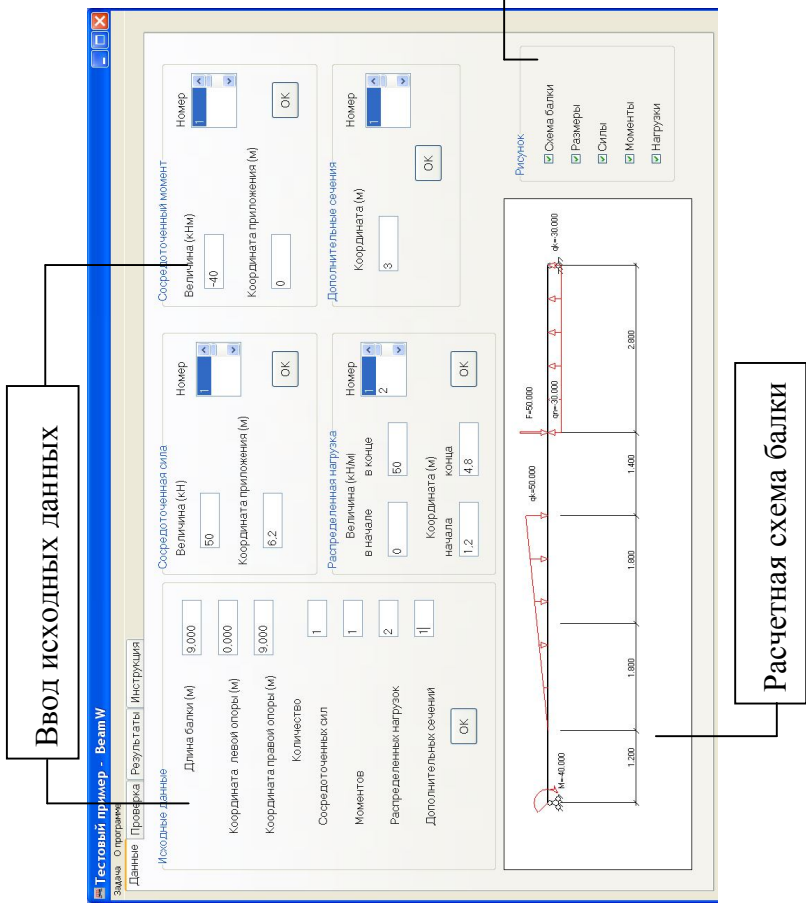 Ввод исходных данных
Тестовый пример - BeamW
Задача О программе
Данные Проверка Результаты Инструкция
Исходные данные
Длина балки (м) 9,000
Координата левой опоры (м) 0.000
Координата правой опоры (м) 9,000
Количество
Сосредоточенных сил 1
Моментов 1
Распределенных нагрузок 2
Дополнительных сечений 1
OK
Сосредоточенная сила
Величина (кН) Номер
50 1
Координата приложения (м)
6,2 OK
Сосредоточенный момент
Величина (кНм) Номер
-40 1
Координата приложения (м)
0 OK
Распределенная нагрузка
Величина (кН/м) Номер
в начале в конце 1
0 50 2
Координата (м)
начала конца
1,2 4,8 OK
Дополнительные сечения
Координата (м) Номер
3 1
OK
M=-40.000
qk=50.000
F=50.000
qn=-30.000
qk=-30.000
1.200 1.800 1.800 1.400 2.800
Рисунок
Схема балки
Размеры
Силы
Моменты
Нагрузки
Расчетная схема балки